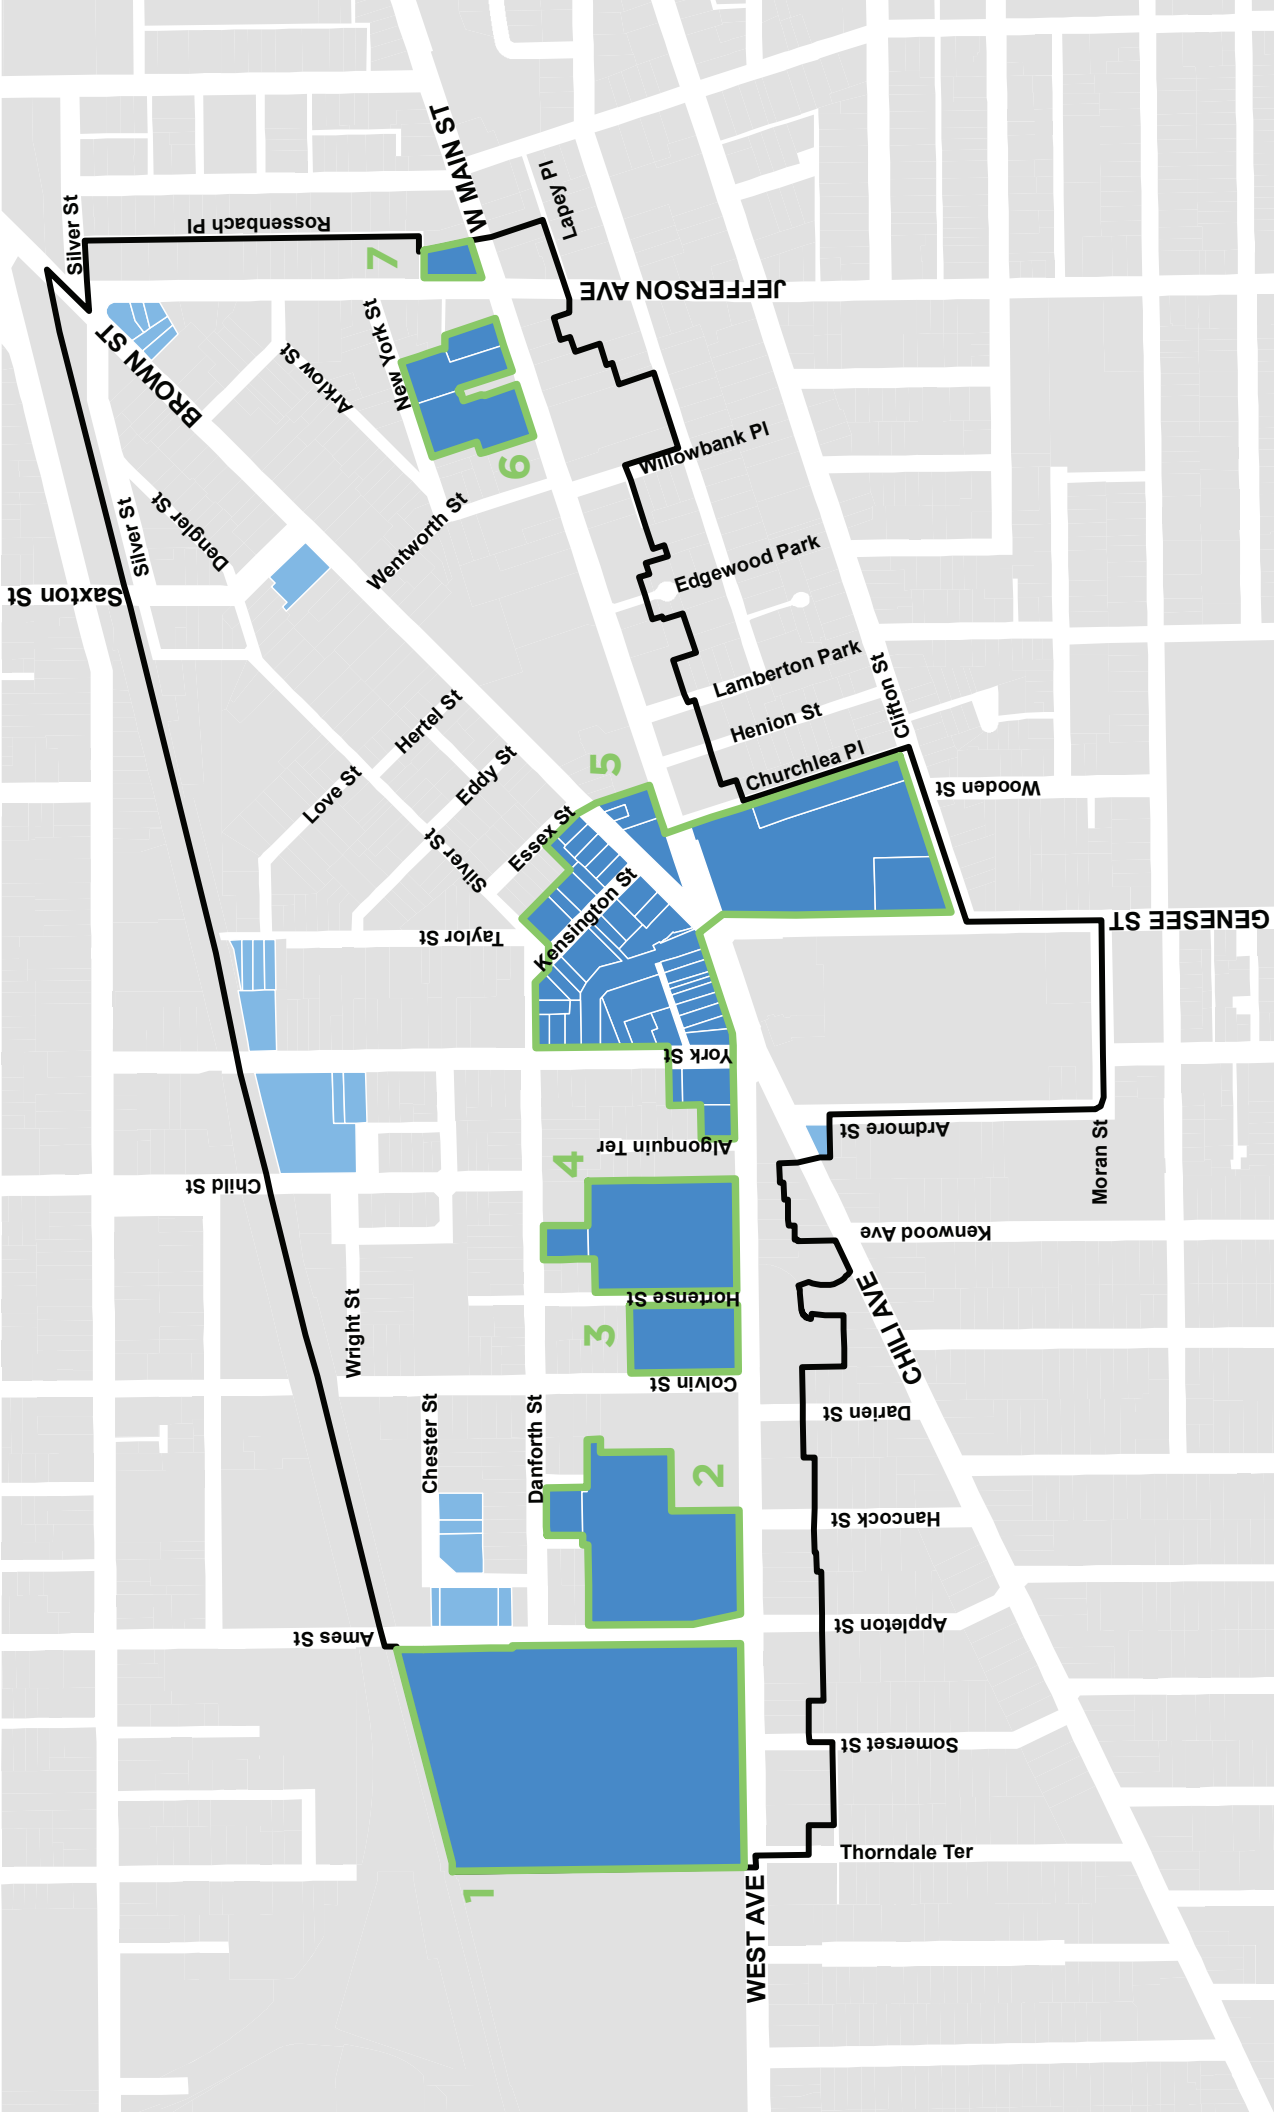 W MAIN ST
Lapey Pl
Silver St
Rossenbach Pl
7
JEFFERSON AVE
BROWN ST
New York St
Arklow St
6
Willowbank Pl
Silver St
Dengler St
Wentworth St
Edgewood Park
Saxton St
Lamberton Park
Clifton St
Henion St
Hertel St
Churchlea Pl
5
Eddy St
Love St
Wooden St
Essex St
Silver St
Kensington St
GENESEE ST
Taylor St
York St
Ardmore St
Algonquin Ter
Moran St
4
Child St
Kenwood Ave
Hortense St
CHILI AVE
Wright St
3
Colvin St
Darien St
Chester St
Danforth St
2
Hancock St
Appleton St
Ames St
Somerset St
Thorndale Ter
1
WEST AVE